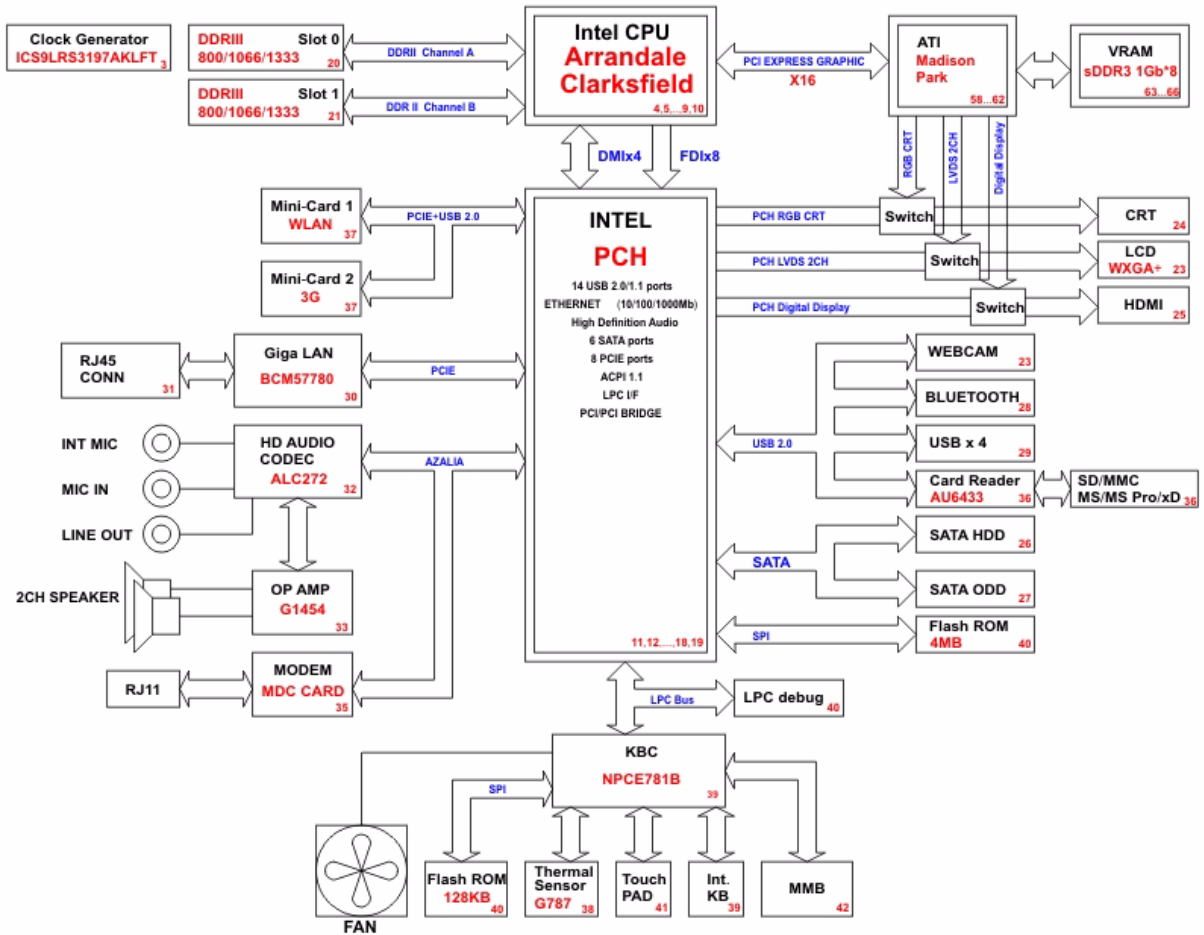 Clock Generator
ICS9LRS3197AKLFT 3
DDRIII Slot 0
800/1066/1333 20
DDRII Channel A
DDRIII Slot 1
800/1066/1333 21
DDR II Channel B
Intel CPU
Arrandale
Clarksfield
4,5,...,9,10
PCI EXPRESS GRAPHIC
X16
ATI
Madison
Park
58...62
VRAM
sDDR3 1Gb*8
63...66
DMIx4
FDIx8
RGB CRT
LVDS 2CH
Digital Display
Mini-Card 1
WLAN
37
PCIE+USB 2.0
Mini-Card 2
3G
37
INTEL
PCH
14 USB 2.0/1.1 ports
ETHERNET (10/100/1000Mb)
High Definition Audio
6 SATA ports
8 PCIE ports
ACPI 1.1
LPC I/F
PCI/PCI BRIDGE
11,12,...,18,19
PCH RGB CRT
Switch
CRT
24
PCH LVDS 2CH
Switch
LCD
WXGA+ 23
PCH Digital Display
Switch
HDMI
25
RJ45
CONN
31
Giga LAN
BCM57780
30
PCIE
INT MIC
MIC IN
LINE OUT
HD AUDIO
CODEC
ALC272
32
AZALIA
2CH SPEAKER
OP AMP
G1454
33
RJ11
MODEM
MDC CARD
35
USB 2.0
WEBCAM
23
BLUETOOTH
28
USB x 4
29
Card Reader
AU6433 36
SD/MMC
MS/MS Pro/xD 36
SATA
SATA HDD
26
SATA ODD
27
SPI
Flash ROM
4MB 40
LPC Bus
LPC debug
40
KBC
NPCE781B
39
SPI
FAN
Flash ROM
128KB
40
Thermal
Sensor
G787 38
Touch
PAD
41
Int.
KB
39
MMB
42